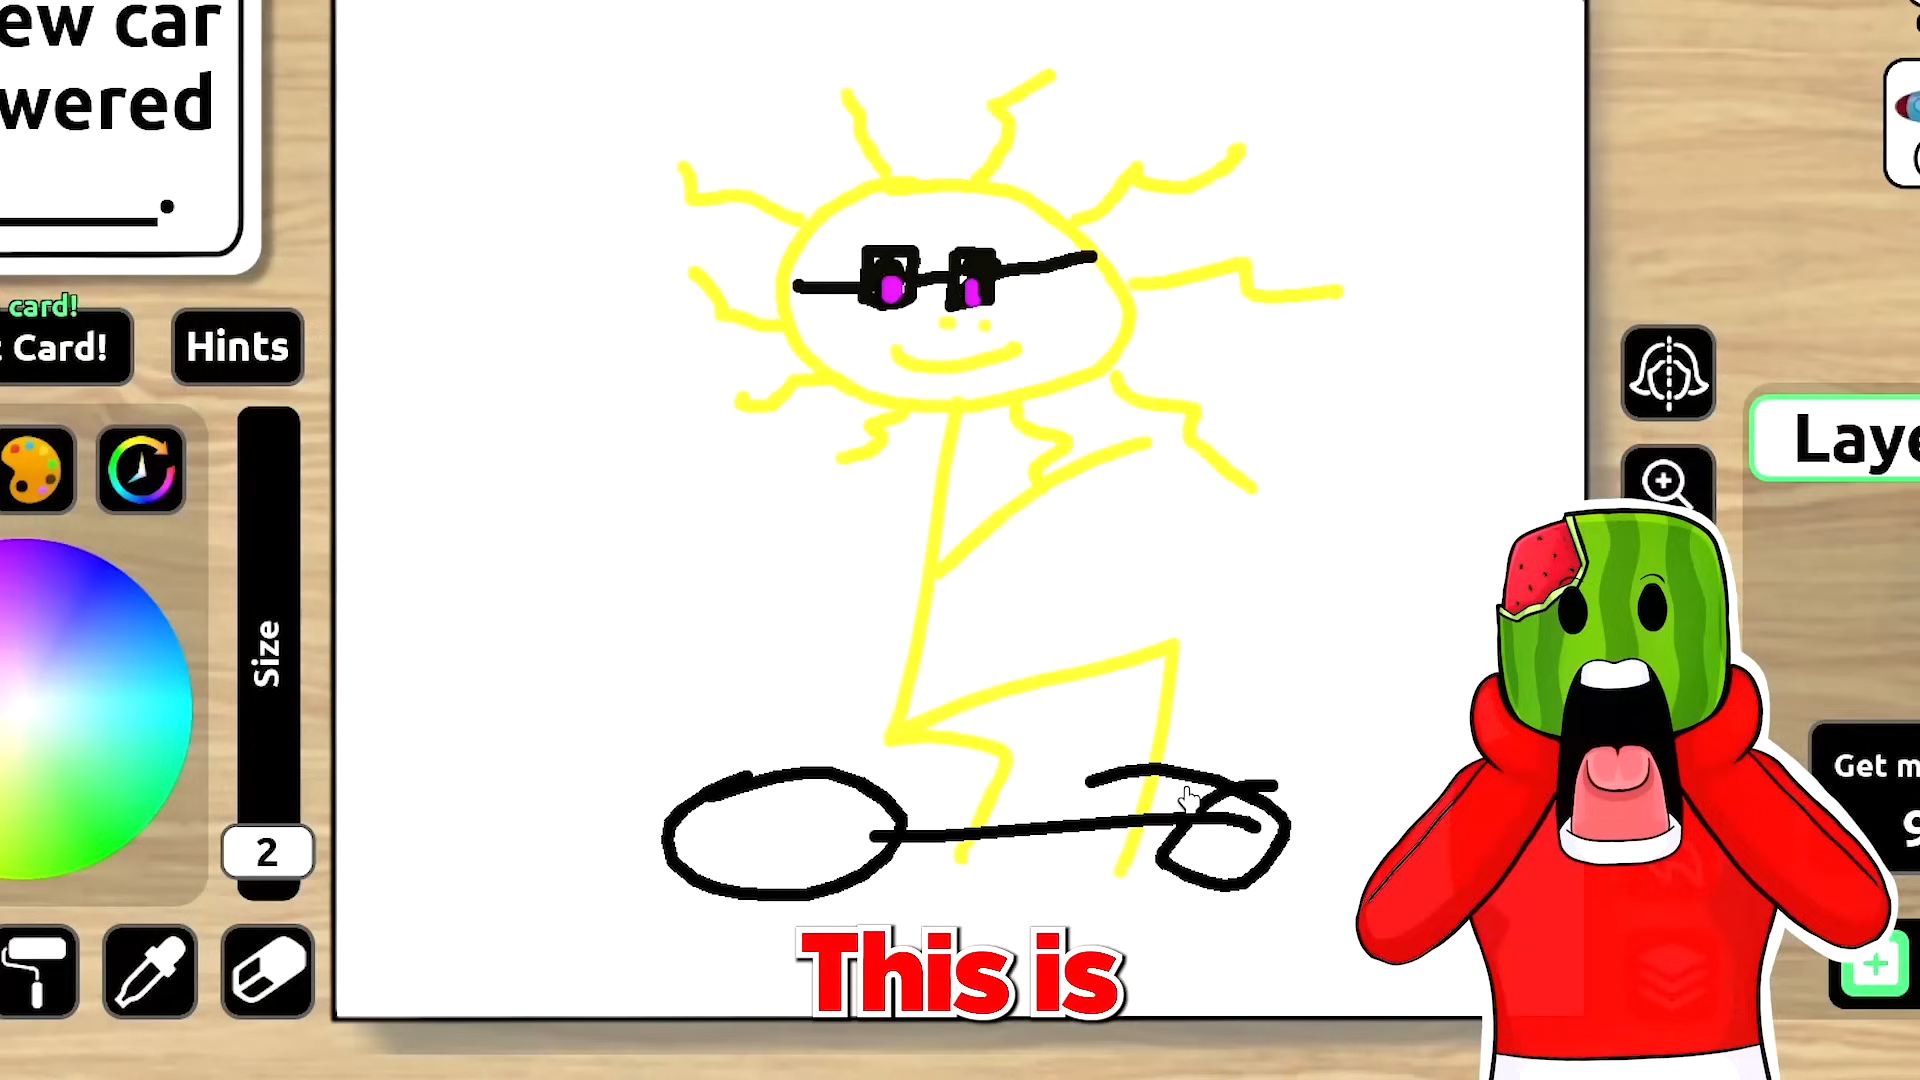 ew car
wered
.
card!
Card!
Hints
Size
2
Laye
Get m
This is